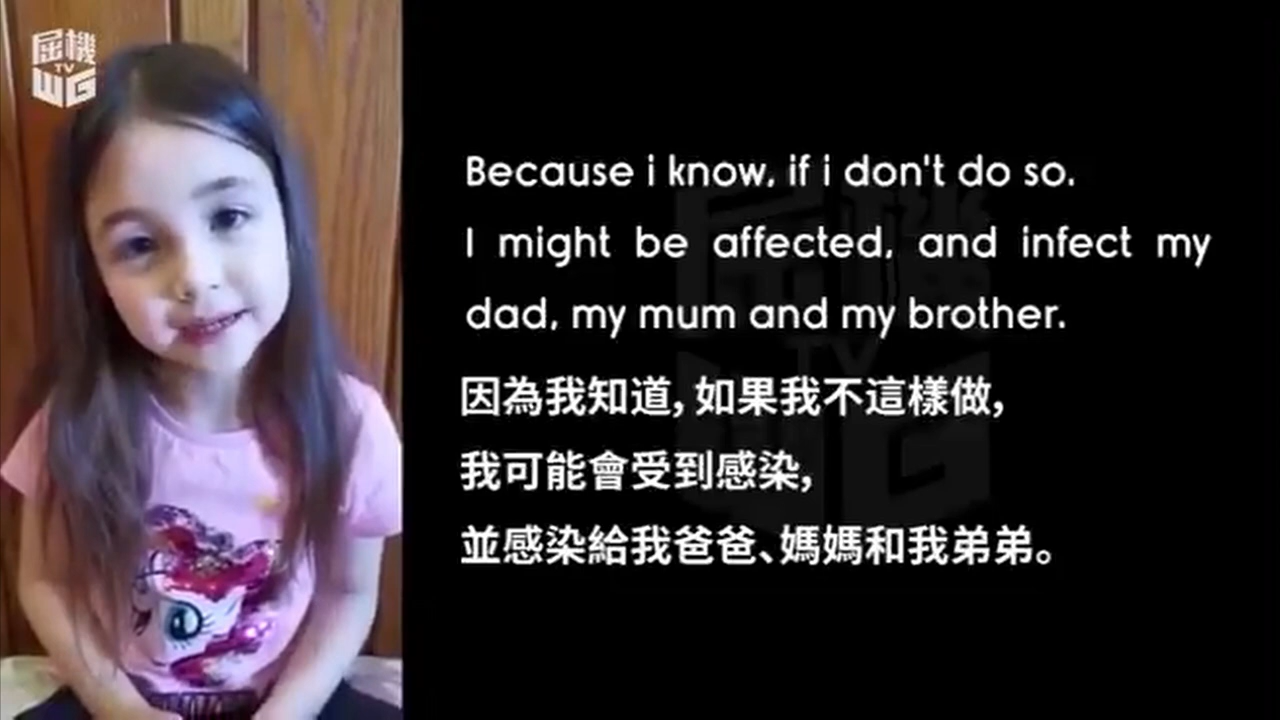 屈機
TV
WG
Because i know, if i don't do so.
I might be affected, and infect my
dad, my mum and my brother.
因為我知道，如果我不這樣做，
我可能會受到感染，
並感染給我爸爸、媽媽和我弟弟。